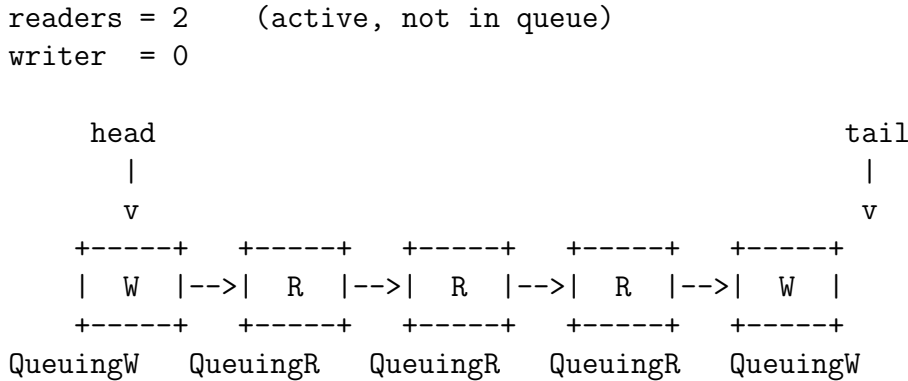 readers = 2    (active, not in queue)
writer  = 0
head                                          tail
|                                             |
v                                             v
+-----+   +-----+   +-----+   +-----+   +-----+
|  W  |-->|  R  |-->|  R  |-->|  R  |-->|  W  |
+-----+   +-----+   +-----+   +-----+   +-----+
QueuingW   QueuingR   QueuingR   QueuingR   QueuingW